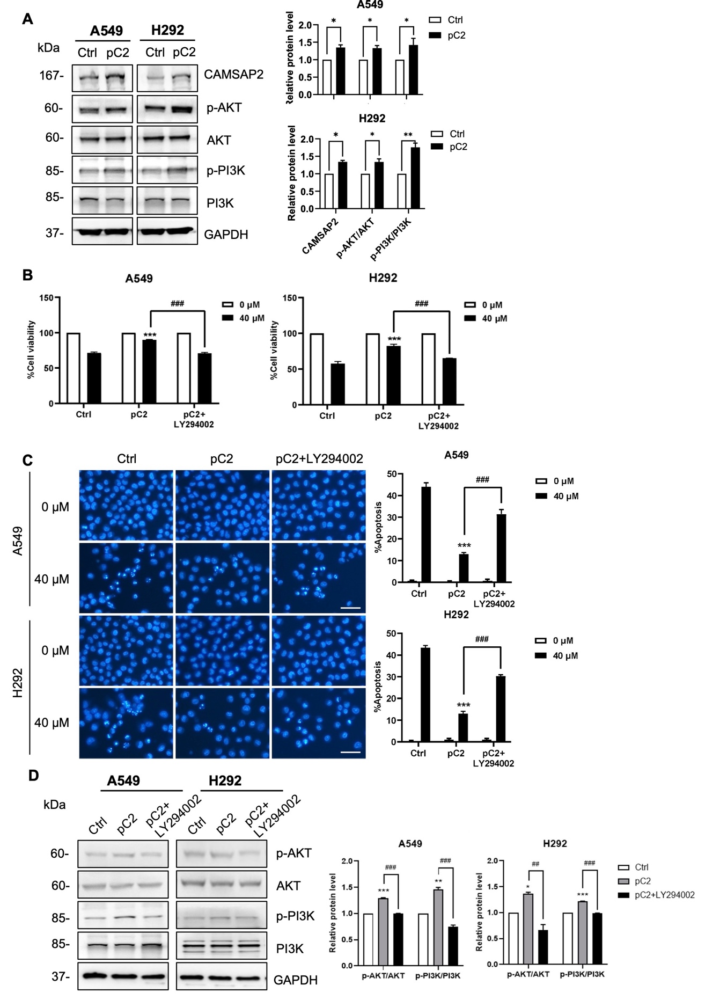 A
A549
H292
kDa
Ctrl
pC2
Ctrl
pC2
167-
CAMSAP2
60-
p-AKT
60-
AKT
85-
p-PI3K
85-
PI3K
37-
GAPDH
A549
Relative protein level
2.0
1.5
1.0
0.5
0.0
*
*
*
Ctrl
pC2
H292
Relative protein level
2.0
1.5
1.0
0.5
0.0
*
*
**
Ctrl
pC2
CAMSAP2
p-AKT/AKT
p-PI3K/PI3K
B
A549
%Cell viability
150
100
50
0
***
###
0 µM
40 µM
Ctrl
pC2
pC2+
LY294002
H292
%Cell viability
150
100
50
0
***
###
0 µM
40 µM
Ctrl
pC2
pC2+
LY294002
C
Ctrl
pC2
pC2+LY294002
A549
0 µM
40 µM
H292
0 µM
40 µM
A549
%Apoptosis
50
40
30
20
10
0
***
###
0 µM
40 µM
Ctrl
pC2
pC2+
LY294002
H292
%Apoptosis
50
40
30
20
10
0
***
###
0 µM
40 µM
Ctrl
pC2
pC2+
LY294002
D
A549
H292
kDa
Ctrl
pC2
pC2+
LY294002
Ctrl
pC2
pC2+
LY294002
60-
p-AKT
60-
AKT
85-
p-PI3K
85-
PI3K
37-
GAPDH
A549
Relative protein level
2.0
1.5
1.0
0.5
0.0
***
###
**
###
p-AKT/AKT
p-PI3K/PI3K
H292
Relative protein level
2.0
1.5
1.0
0.5
0.0
*
##
***
###
p-AKT/AKT
p-PI3K/PI3K
Ctrl
pC2
pC2+LY294002